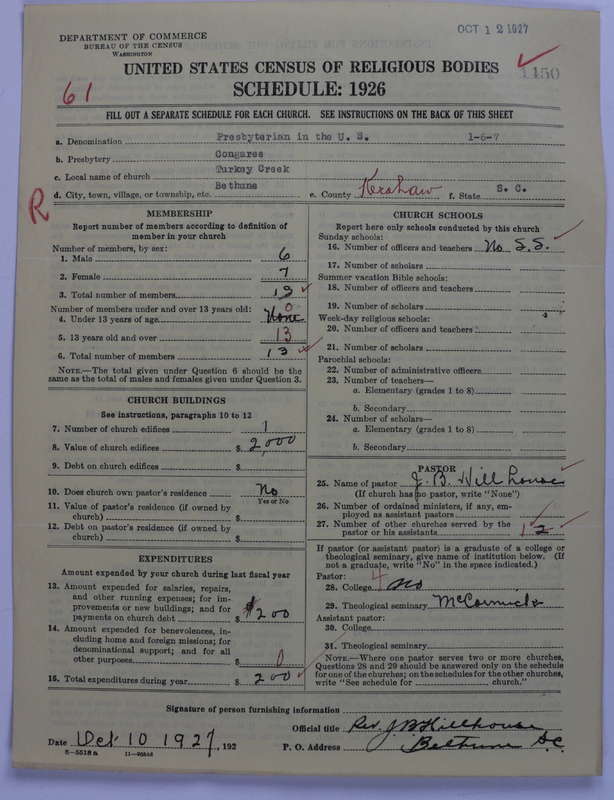 OCT 12 1927
DEPARTMENT OF COMMERCE
BUREAU OF THE CENSUS
WASHINGTON
UNITED STATES CENSUS OF RELIGIOUS BODIES
1150
61
SCHEDULE: 1926
FILL OUT A SEPARATE SCHEDULE FOR EACH CHURCH. SEE INSTRUCTIONS ON THE BACK OF THIS SHEET
a. Denomination Presbyterian in the U. S. 1-6-7
b. Presbytery Congaree
c. Local name of church Turkey Creek
d. City, town, village, or township, etc. Bethune e. County Kershaw f. State S. C.
R
MEMBERSHIP
Report number of members according to definition of
member in your church
Number of members, by sex:
1. Male 6
2. Female 7
3. Total number of members 13
Number of members under and over 13 years old:
4. Under 13 years of age None 0
5. 13 years old and over 13
6. Total number of members 13
NOTE.—The total given under Question 6 should be
same as the total of males and females given under Question 3.
CHURCH BUILDINGS
See instructions, paragraphs 10 to 12
7. Number of church edifices 1
8. Value of church edifices $ 2,000
9. Debt on church edifices $
10. Does church own pastor's residence No
Yes or No
11. Value of pastor's residence (if owned by
church) $
12. Debt on pastor's residence (if owned by
church) $
EXPENDITURES
Amount expended by your church during last fiscal year
13. Amount expended for salaries, repairs,
and other running expenses; for im-
provements or new buildings; and for
payments on church debt $200
14. Amount expended for benevolences, in-
cluding home and foreign missions; for
denominational support; and for all
other purposes $ 0
15. Total expenditures during year $ 200
CHURCH SCHOOLS
Report here only schools conducted by this church
Sunday schools:
16. Number of officers and teachers No S.S.
17. Number of scholars
Summer vacation Bible schools:
18. Number of officers and teachers
19. Number of scholars
Week-day religious schools:
20. Number of officers and teachers
21. Number of scholars
Parochial schools:
22. Number of administrative officers
23. Number of teachers—
a. Elementary (grades 1 to 8)
b. Secondary
24. Number of scholars—
a. Elementary (grades 1 to 8)
b. Secondary
PASTOR
25. Name of pastor J. B. Hillhouse
(If church has no pastor, write "None")
26. Number of ordained ministers, if any, em-
ployed as assistant pastors
27. Number of other churches served by the
pastor or his assistants 2
If pastor (or assistant pastor) is a graduate of a college or
theological seminary, give name of institution below. (If
not a graduate, write "No" in the space indicated.)
Pastor:
28. College No
29. Theological seminary McCormick
Assistant pastor:
30. College
31. Theological seminary
NOTE.—Where one pastor serves two or more churches,
Questions 28 and 29 should be answered only on the schedule
for one of the churches; on the schedules for the other churches,
write "See schedule for church."
Signature of person furnishing information
Official title Rev. J B Hillhouse
Date Oct 10 1927, 192 P. O. Address Bethune S.C.